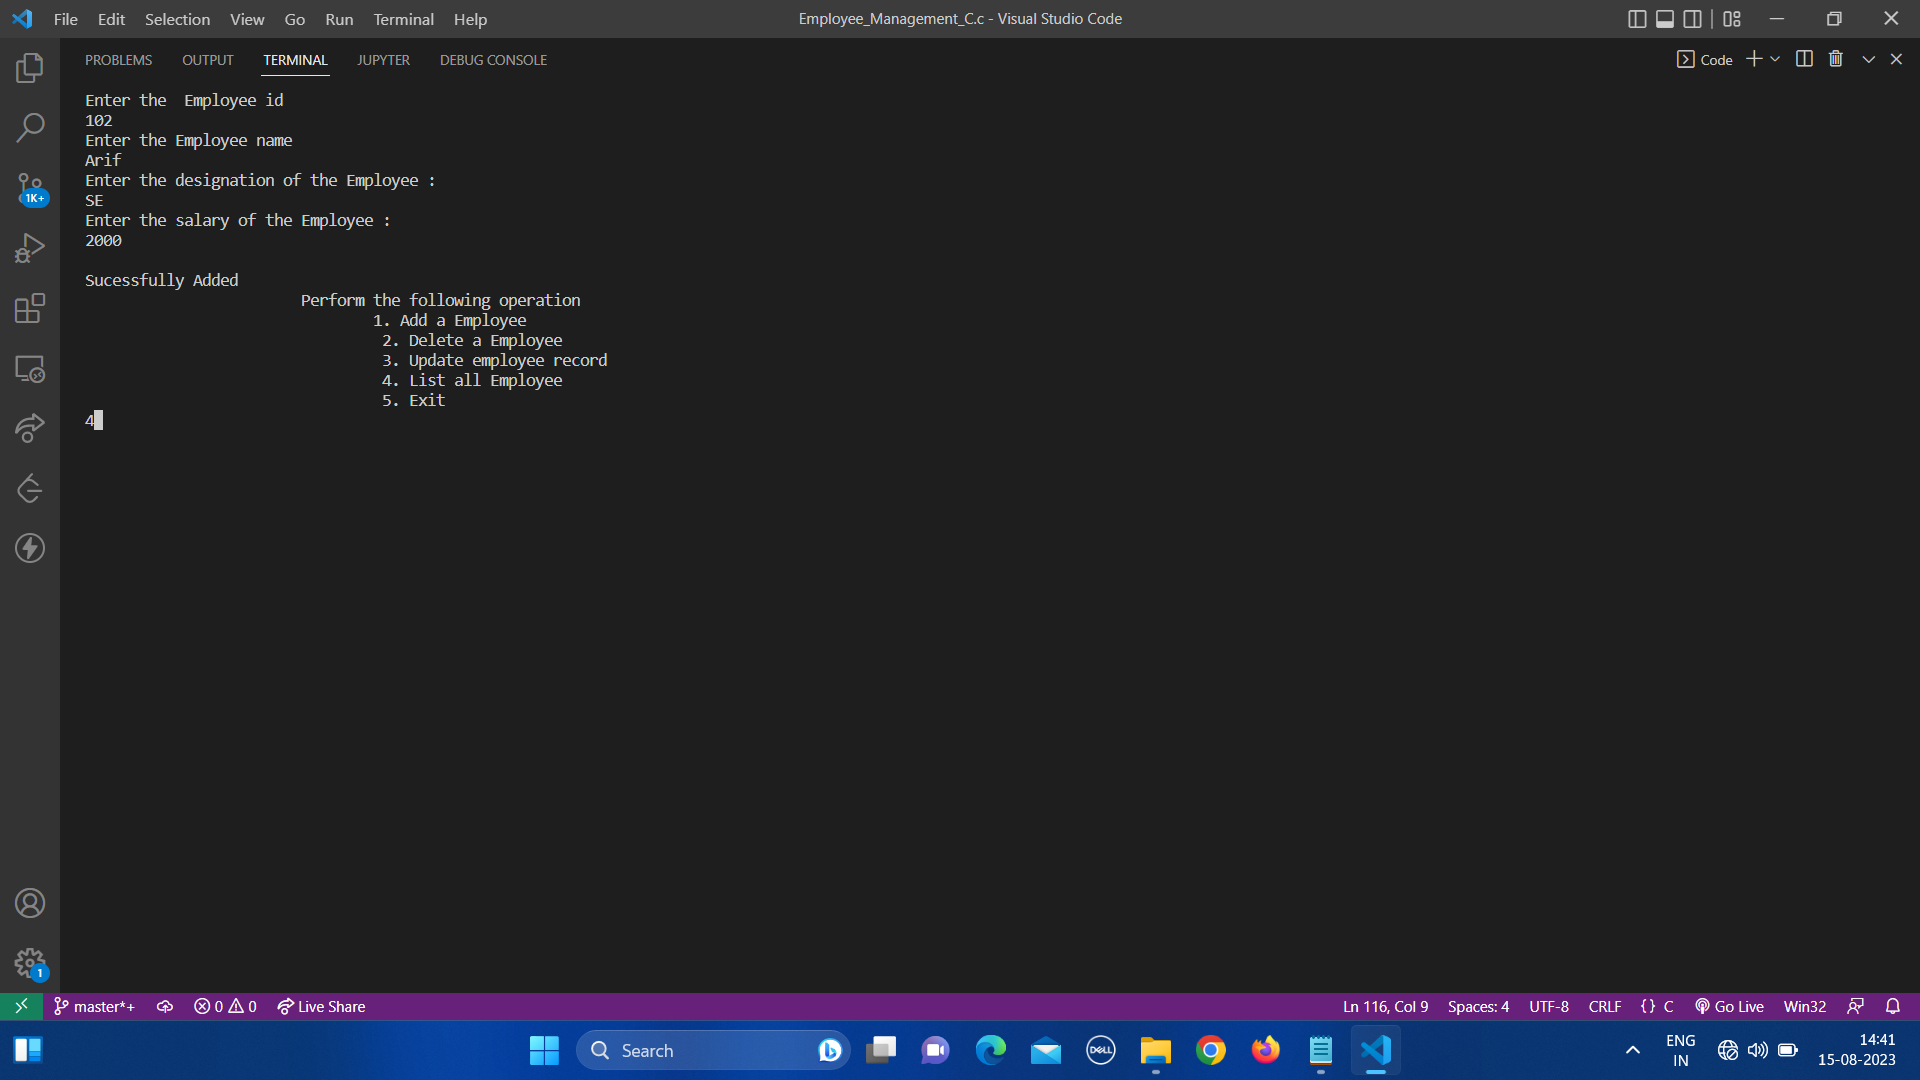 File Edit Selection View Go Run Terminal Help
Employee_Management_C.c - Visual Studio Code
PROBLEMS OUTPUT TERMINAL JUPYTER DEBUG CONSOLE
Code
Enter the  Employee id
102
Enter the Employee name
Arif
Enter the designation of the Employee :
SE
Enter the salary of the Employee :
2000
Sucessfully Added
Perform the following operation
1. Add a Employee
2. Delete a Employee
3. Update employee record
4. List all Employee
5. Exit
4
1K+
1
master*+ 0 0 Live Share
Ln 116, Col 9 Spaces: 4 UTF-8 CRLF {} C Go Live Win32
Search
DELL
ENG
IN
14:41
15-08-2023